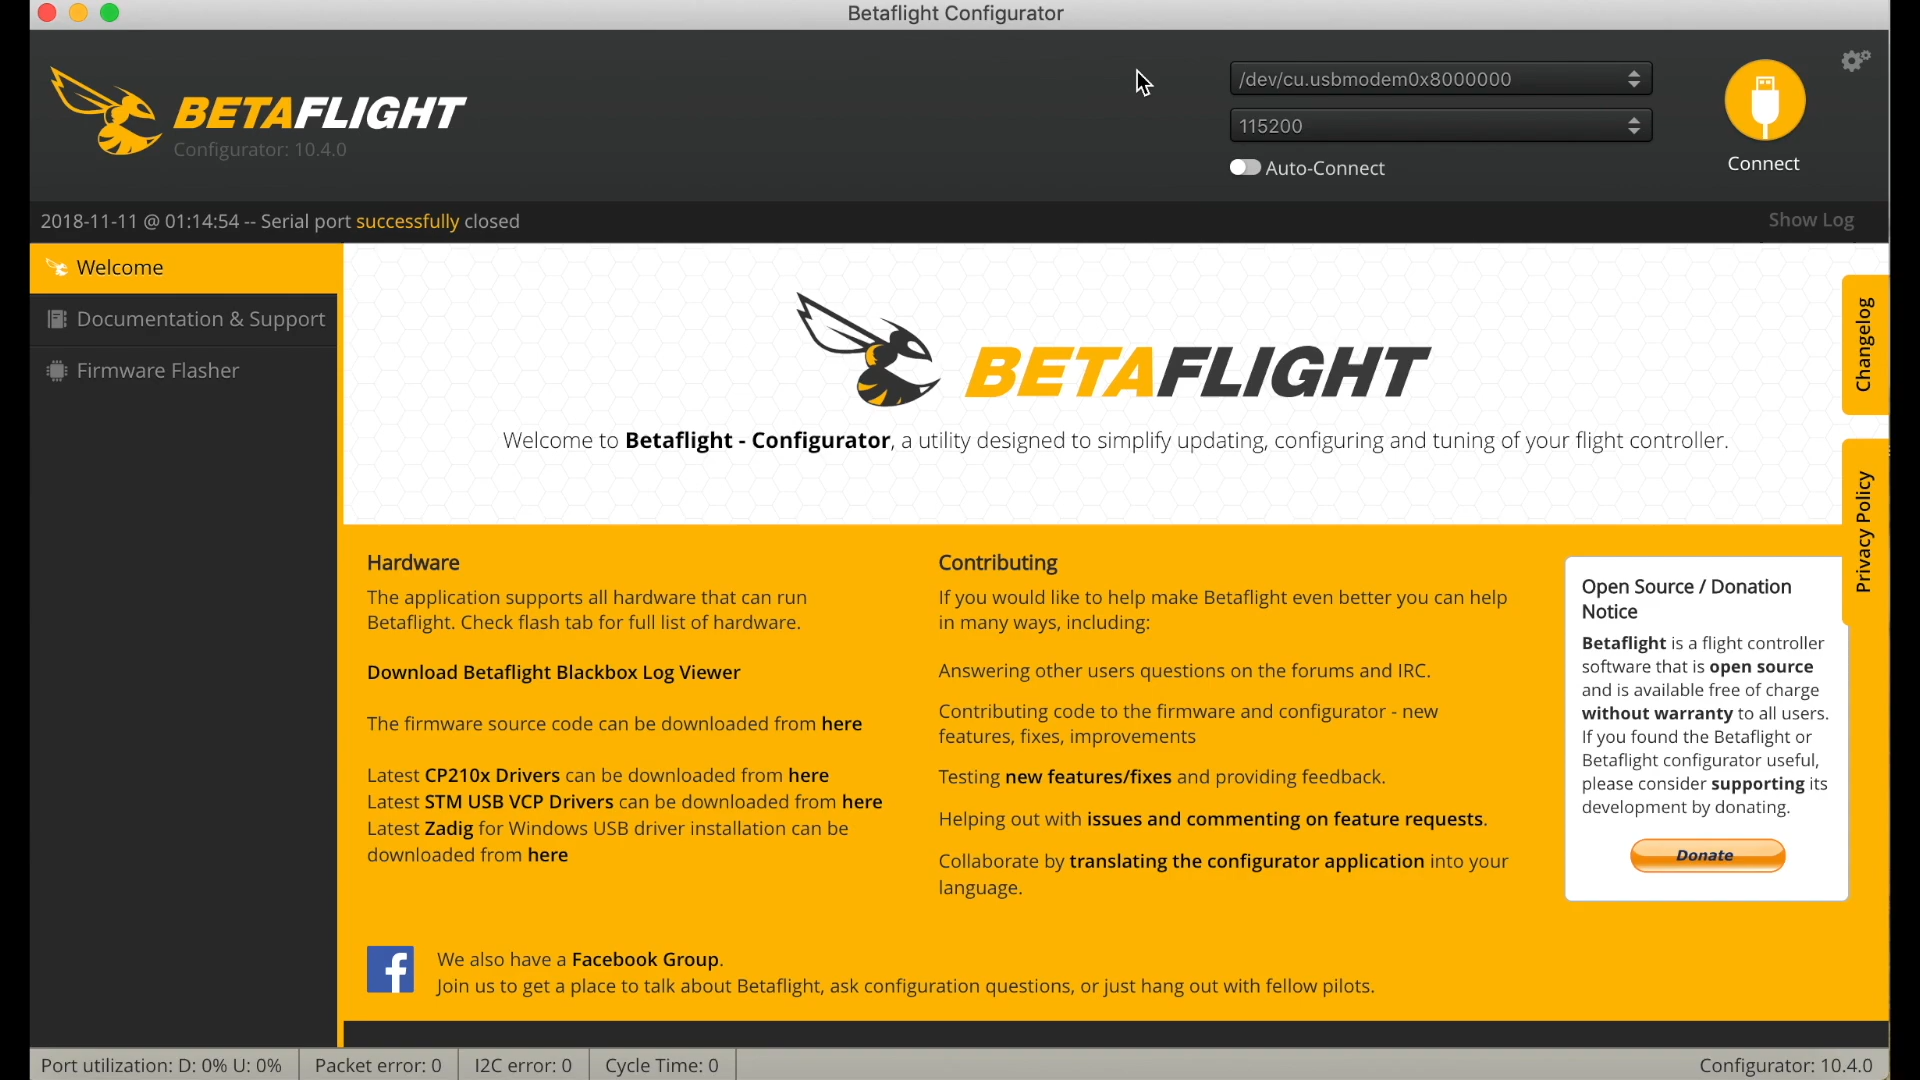 Betaflight Configurator
BETAFLIGHT
Configurator: 10.4.0
/dev/cu.usbmodem0x8000000
115200
Auto-Connect
Connect
2018-11-11 @ 01:14:54 -- Serial port successfully closed
Show Log
Welcome
Documentation & Support
Firmware Flasher
BETAFLIGHT
Welcome to Betaflight - Configurator, a utility designed to simplify updating, configuring and tuning of your flight controller.
Changelog
Privacy Policy
Hardware
The application supports all hardware that can run
Betaflight. Check flash tab for full list of hardware.
Download Betaflight Blackbox Log Viewer
The firmware source code can be downloaded from here
Latest CP210x Drivers can be downloaded from here
Latest STM USB VCP Drivers can be downloaded from here
Latest Zadig for Windows USB driver installation can be
downloaded from here
Contributing
If you would like to help make Betaflight even better you can help
in many ways, including:
Answering other users questions on the forums and IRC.
Contributing code to the firmware and configurator - new
features, fixes, improvements
Testing new features/fixes and providing feedback.
Helping out with issues and commenting on feature requests.
Collaborate by translating the configurator application into your
language.
Open Source / Donation
Notice
Betaflight is a flight controller
software that is open source
and is available free of charge
without warranty to all users.
If you found the Betaflight or
Betaflight configurator useful,
please consider supporting its
development by donating.
Donate
We also have a Facebook Group.
Join us to get a place to talk about Betaflight, ask configuration questions, or just hang out with fellow pilots.
Port utilization: D: 0% U: 0%
Packet error: 0
I2C error: 0
Cycle Time: 0
Configurator: 10.4.0